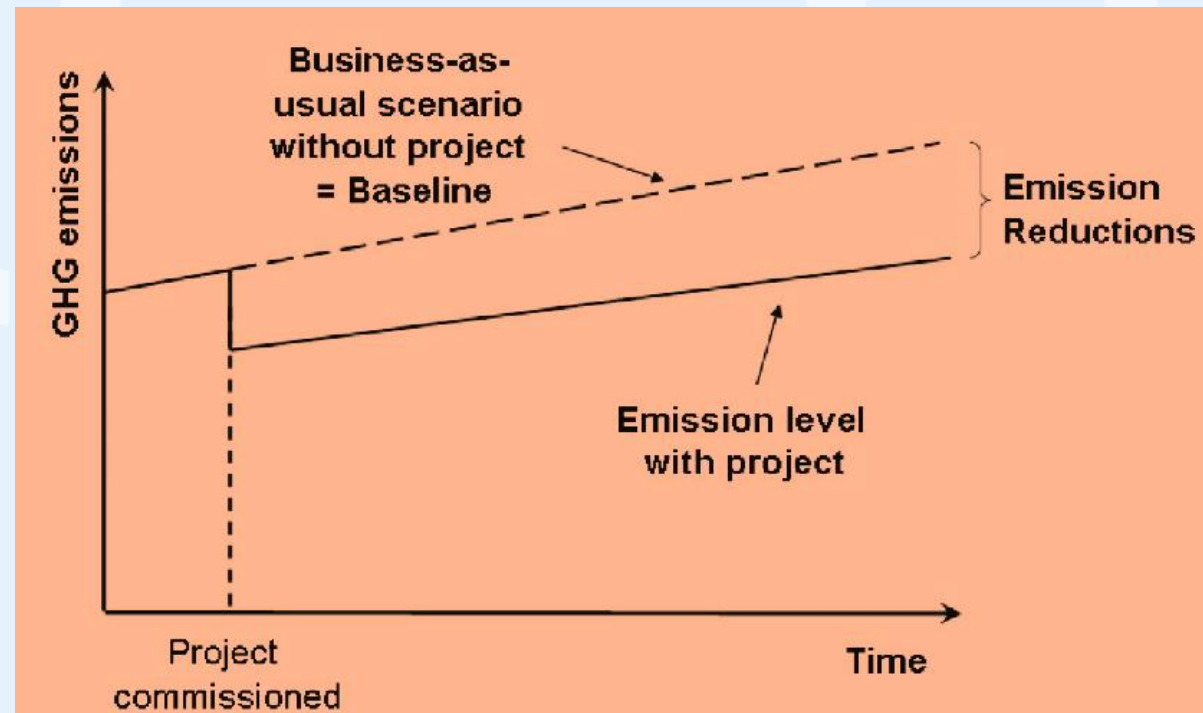 Business-as-
usual scenario
without project
= Baseline
GHG emissions
Emission
Reductions
Emission level
with project
Project
commissioned
Time